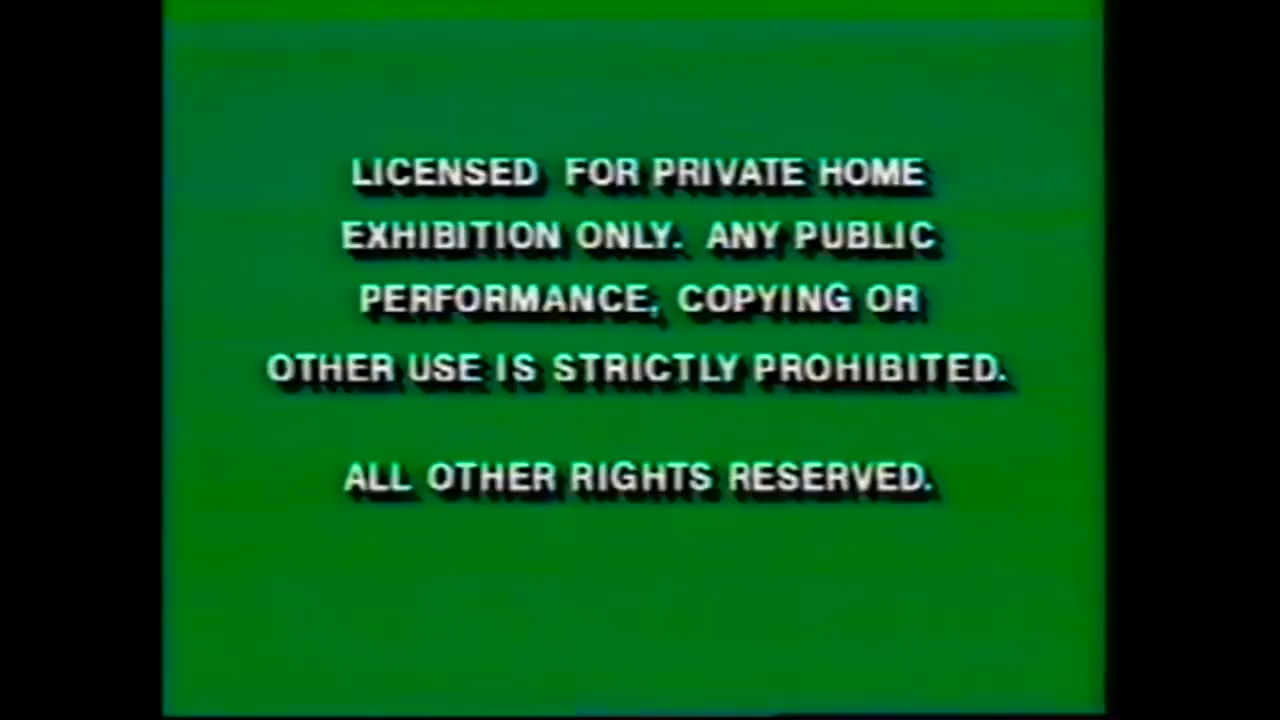 LICENSED FOR PRIVATE HOME
EXHIBITION ONLY. ANY PUBLIC
PERFORMANCE, COPYING OR
OTHER USE IS STRICTLY PROHIBITED.
ALL OTHER RIGHTS RESERVED.